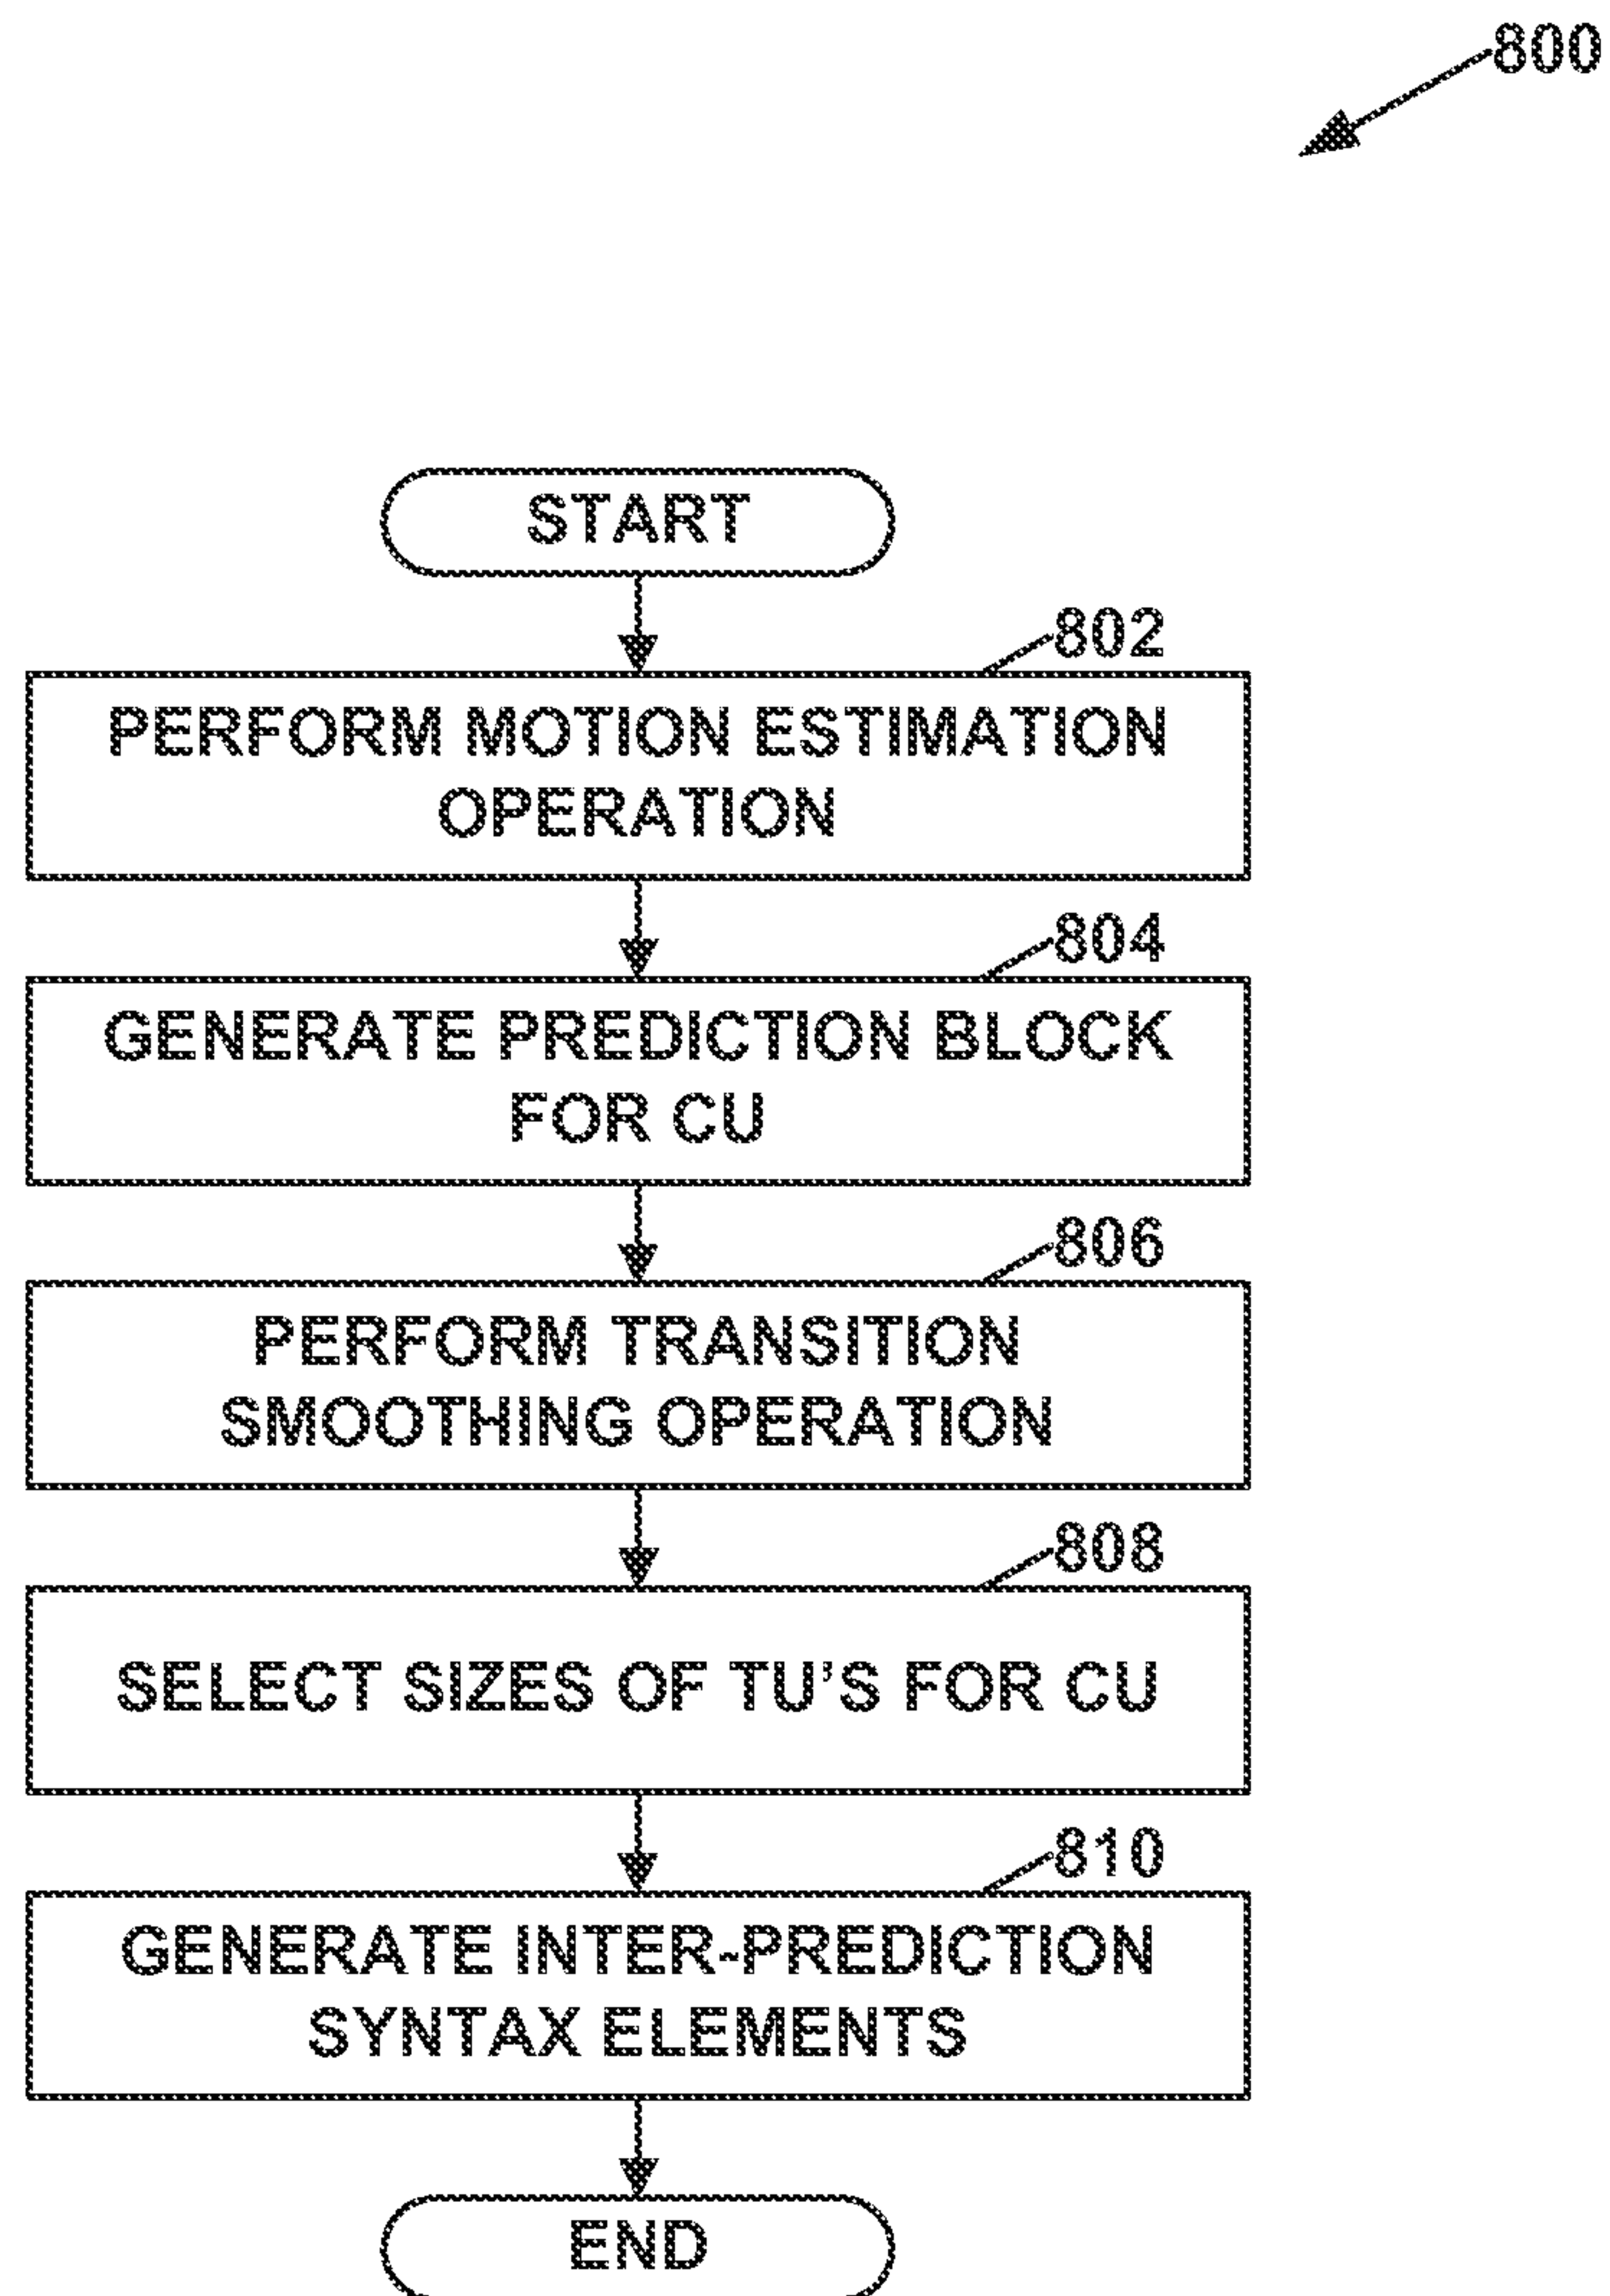 800
START
802
PERFORM MOTION ESTIMATION
OPERATION
804
GENERATE PREDICTION BLOCK
FOR CU
806
PERFORM TRANSITION
SMOOTHING OPERATION
808
SELECT SIZES OF TU'S FOR CU
810
GENERATE INTER-PREDICTION
SYNTAX ELEMENTS
END